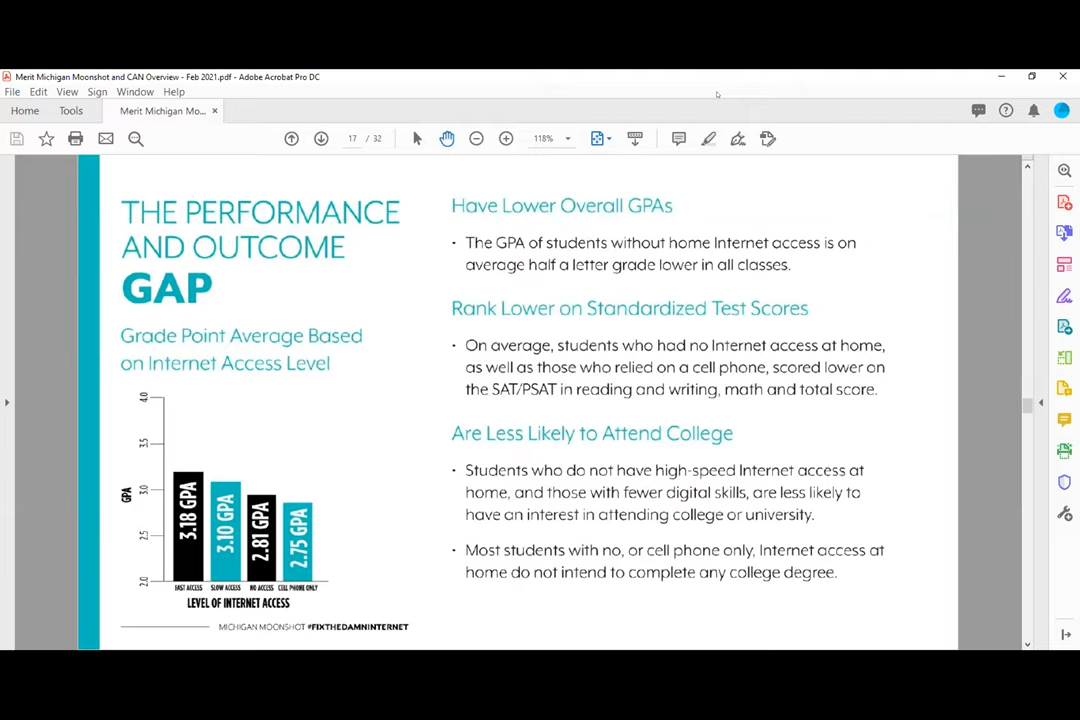 Merit Michigan Moonshot and CAN Overview - Feb 2021.pdf - Adobe Acrobat Pro DC
File Edit View Sign Window Help
Home Tools Merit Michigan Mo... ×
17 / 32 118%
THE PERFORMANCE
AND OUTCOME
GAP
Grade Point Average Based
on Internet Access Level
4.0
3.5
3.0
2.5
2.0
GPA
3.18 GPA
3.10 GPA
2.81 GPA
2.75 GPA
FAST ACCESS SLOW ACCESS NO ACCESS CELL PHONE ONLY
LEVEL OF INTERNET ACCESS
Have Lower Overall GPAs
· The GPA of students without home Internet access is on
average half a letter grade lower in all classes.
Rank Lower on Standardized Test Scores
· On average, students who had no Internet access at home,
as well as those who relied on a cell phone, scored lower on
the SAT/PSAT in reading and writing, math and total score.
Are Less Likely to Attend College
· Students who do not have high-speed Internet access at
home, and those with fewer digital skills, are less likely to
have an interest in attending college or university.
· Most students with no, or cell phone only, Internet access at
home do not intend to complete any college degree.
MICHIGAN MOONSHOT #FIXTHEDAMNINTERNET